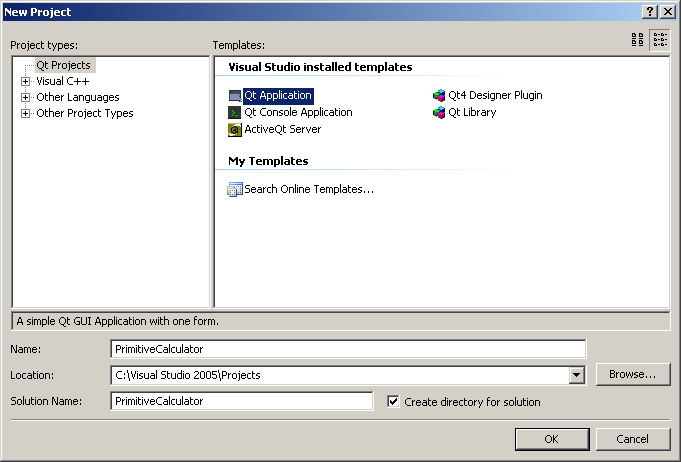 New Project
Project types:
Templates:
Qt Projects
Visual C++
Other Languages
Other Project Types
Visual Studio installed templates
Qt Application
Qt4 Designer Plugin
Qt Console Application
Qt Library
ActiveQt Server
My Templates
Search Online Templates...
A simple Qt GUI Application with one form.
Name:
PrimitiveCalculator
Location:
C:\Visual Studio 2005\Projects
Browse...
Solution Name:
PrimitiveCalculator
Create directory for solution
OK
Cancel